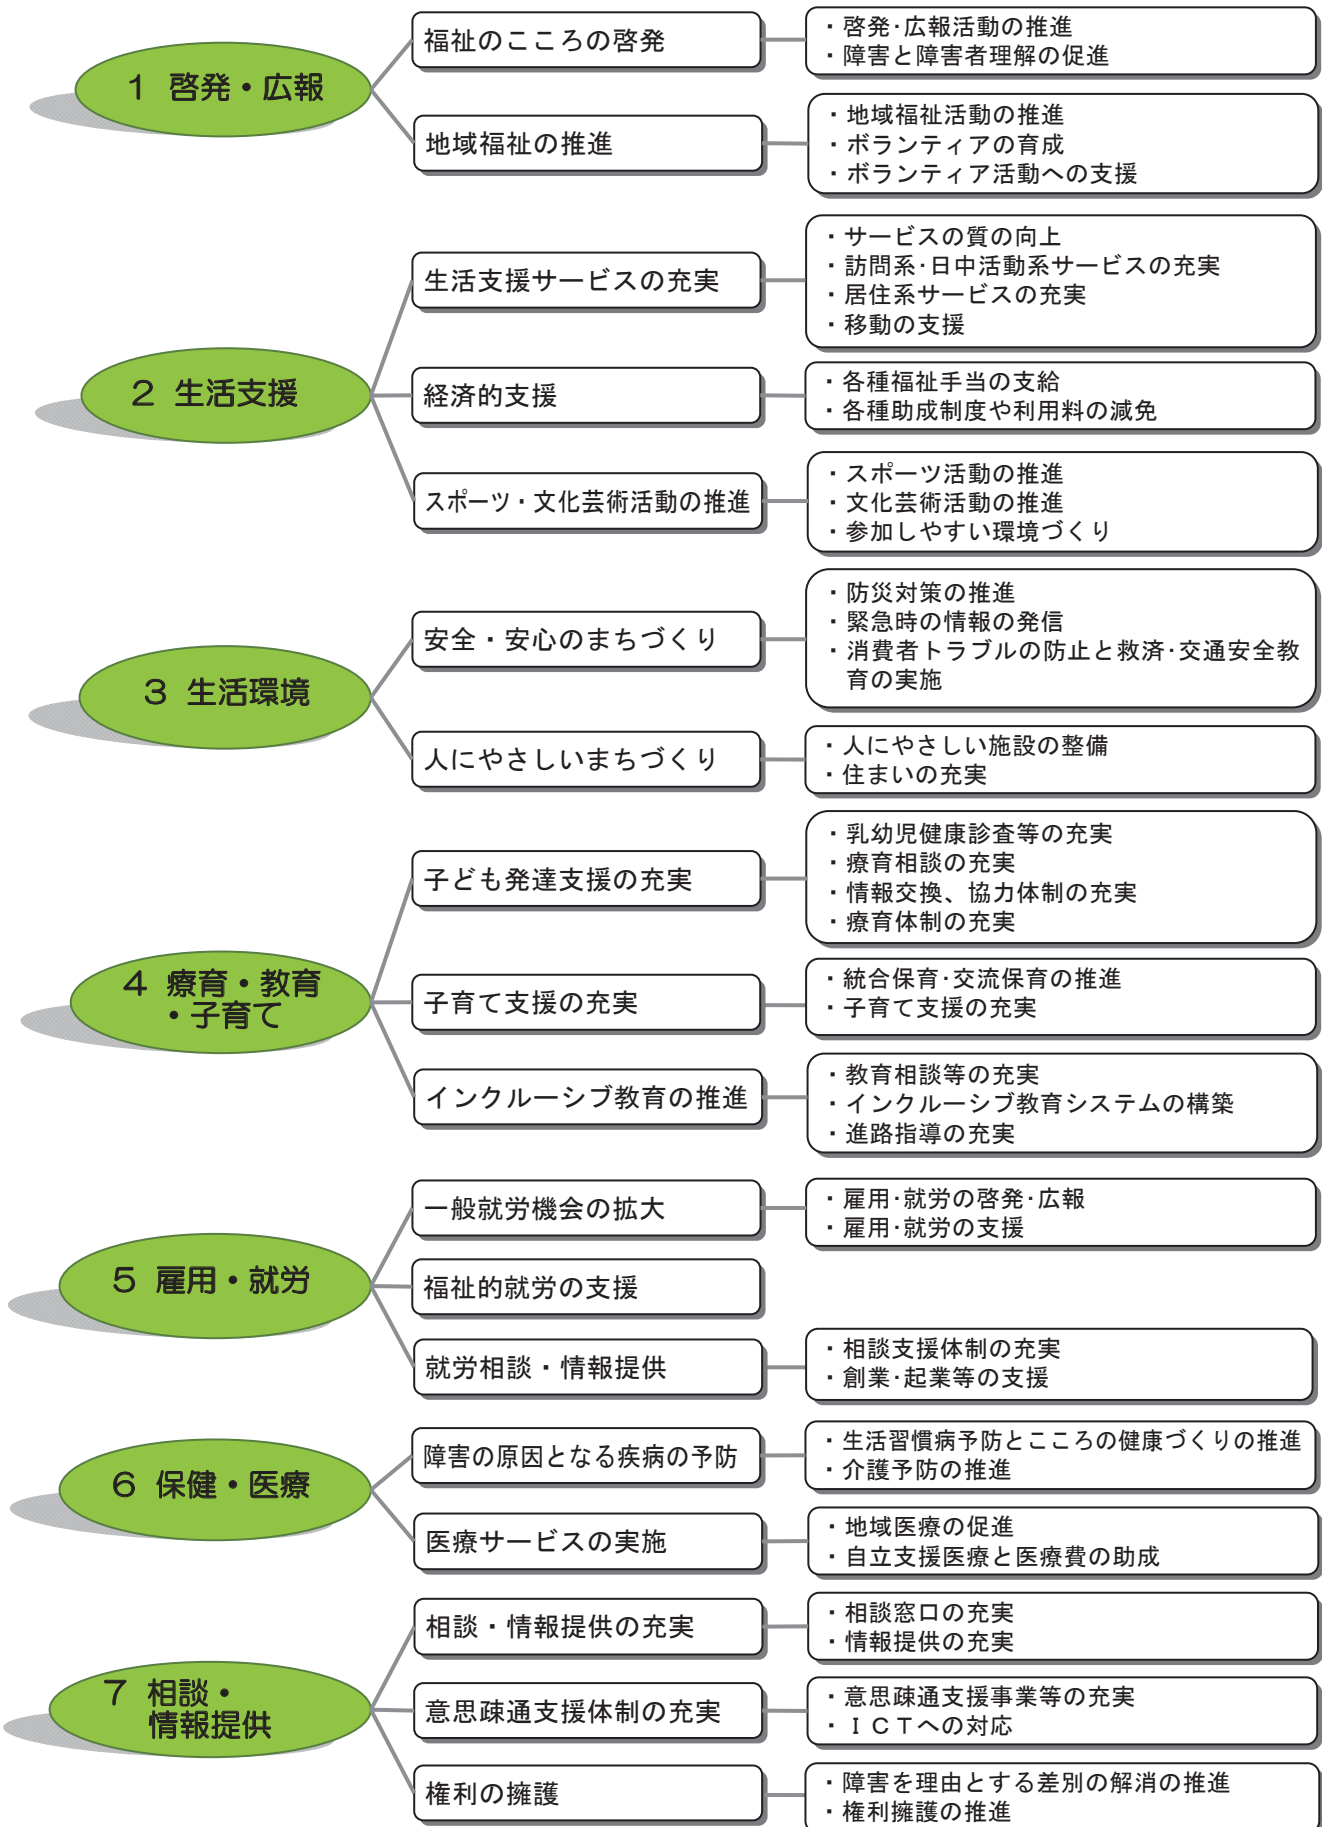 1 啓発・広報
福祉のこころの啓発
・啓発・広報活動の推進
・障害と障害者理解の促進
地域福祉の推進
・地域福祉活動の推進
・ボランティアの育成
・ボランティア活動への支援
2 生活支援
生活支援サービスの充実
・サービスの質の向上
・訪問系・日中活動系サービスの充実
・居住系サービスの充実
・移動の支援
経済的支援
・各種福祉手当の支給
・各種助成制度や利用料の減免
スポーツ・文化芸術活動の推進
・スポーツ活動の推進
・文化芸術活動の推進
・参加しやすい環境づくり
3 生活環境
安全・安心のまちづくり
・防災対策の推進
・緊急時の情報の発信
・消費者トラブルの防止と救済・交通安全教
育の実施
人にやさしいまちづくり
・人にやさしい施設の整備
・住まいの充実
4 療育・教育
・子育て
子ども発達支援の充実
・乳幼児健康診査等の充実
・療育相談の充実
・情報交換、協力体制の充実
・療育体制の充実
子育て支援の充実
・統合保育・交流保育の推進
・子育て支援の充実
インクルーシブ教育の推進
・教育相談等の充実
・インクルーシブ教育システムの構築
・進路指導の充実
5 雇用・就労
一般就労機会の拡大
・雇用・就労の啓発・広報
・雇用・就労の支援
福祉的就労の支援
就労相談・情報提供
・相談支援体制の充実
・創業・起業等の支援
6 保健・医療
障害の原因となる疾病の予防
・生活習慣病予防とこころの健康づくりの推進
・介護予防の推進
医療サービスの実施
・地域医療の促進
・自立支援医療と医療費の助成
7 相談・
情報提供
相談・情報提供の充実
・相談窓口の充実
・情報提供の充実
意思疎通支援体制の充実
・意思疎通支援事業等の充実
・ＩＣＴへの対応
権利の擁護
・障害を理由とする差別の解消の推進
・権利擁護の推進